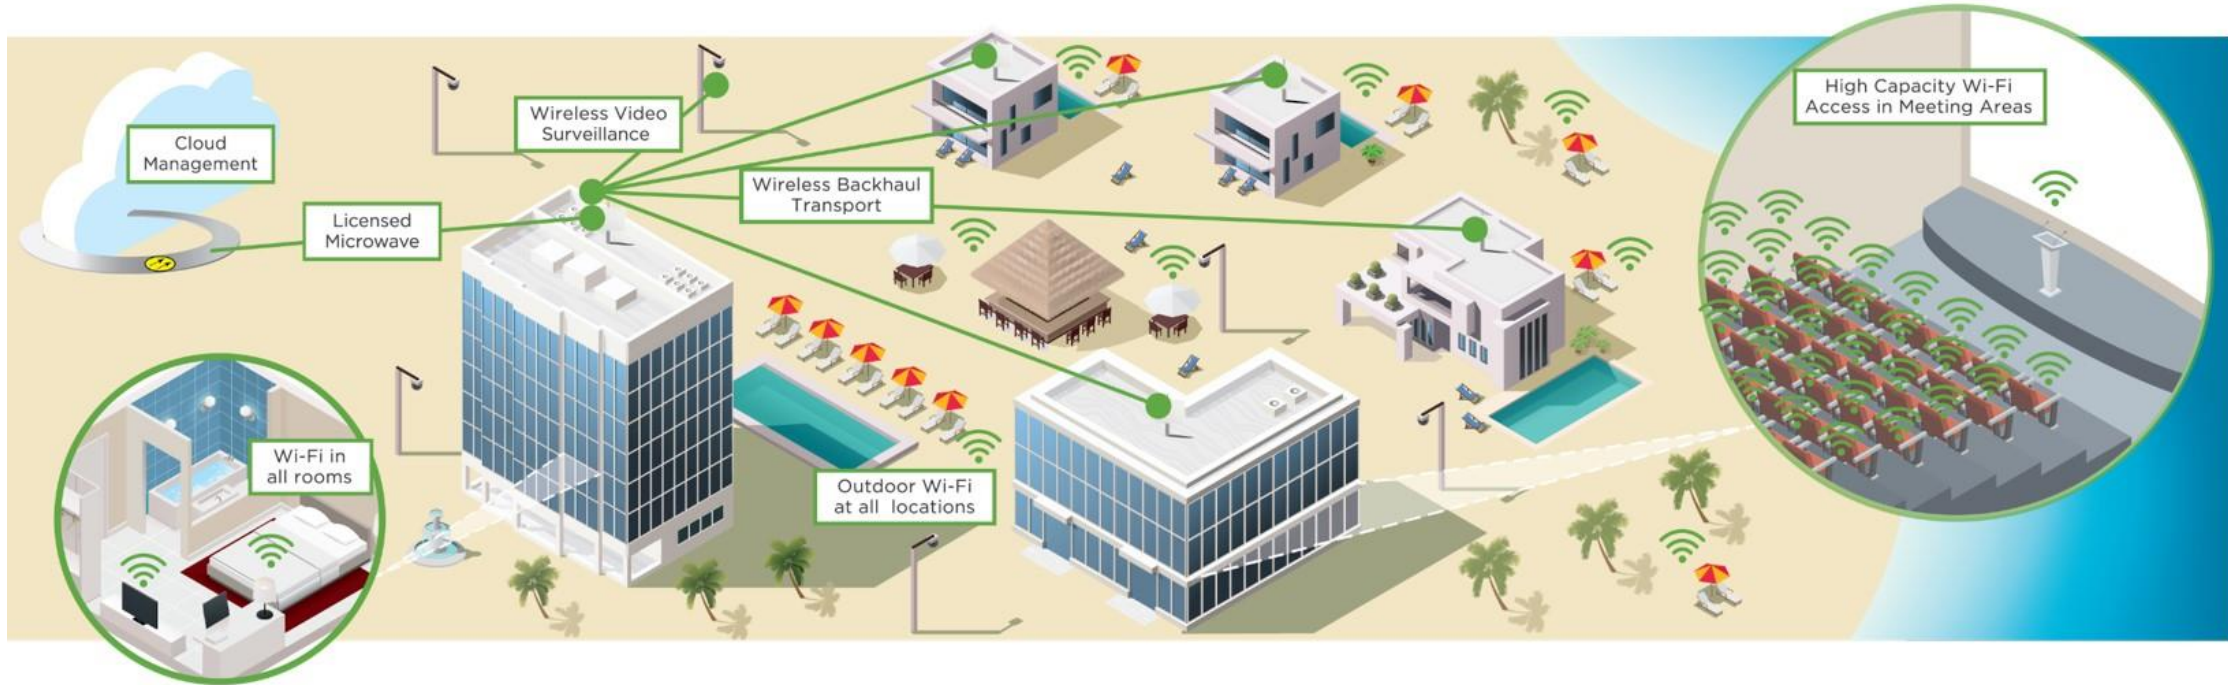 Cloud
Management
Licensed
Microwave
Wireless Video
Surveillance
Wireless Backhaul
Transport
High Capacity Wi-Fi
Access in Meeting Areas
Wi-Fi in
all rooms
Outdoor Wi-Fi
at all locations